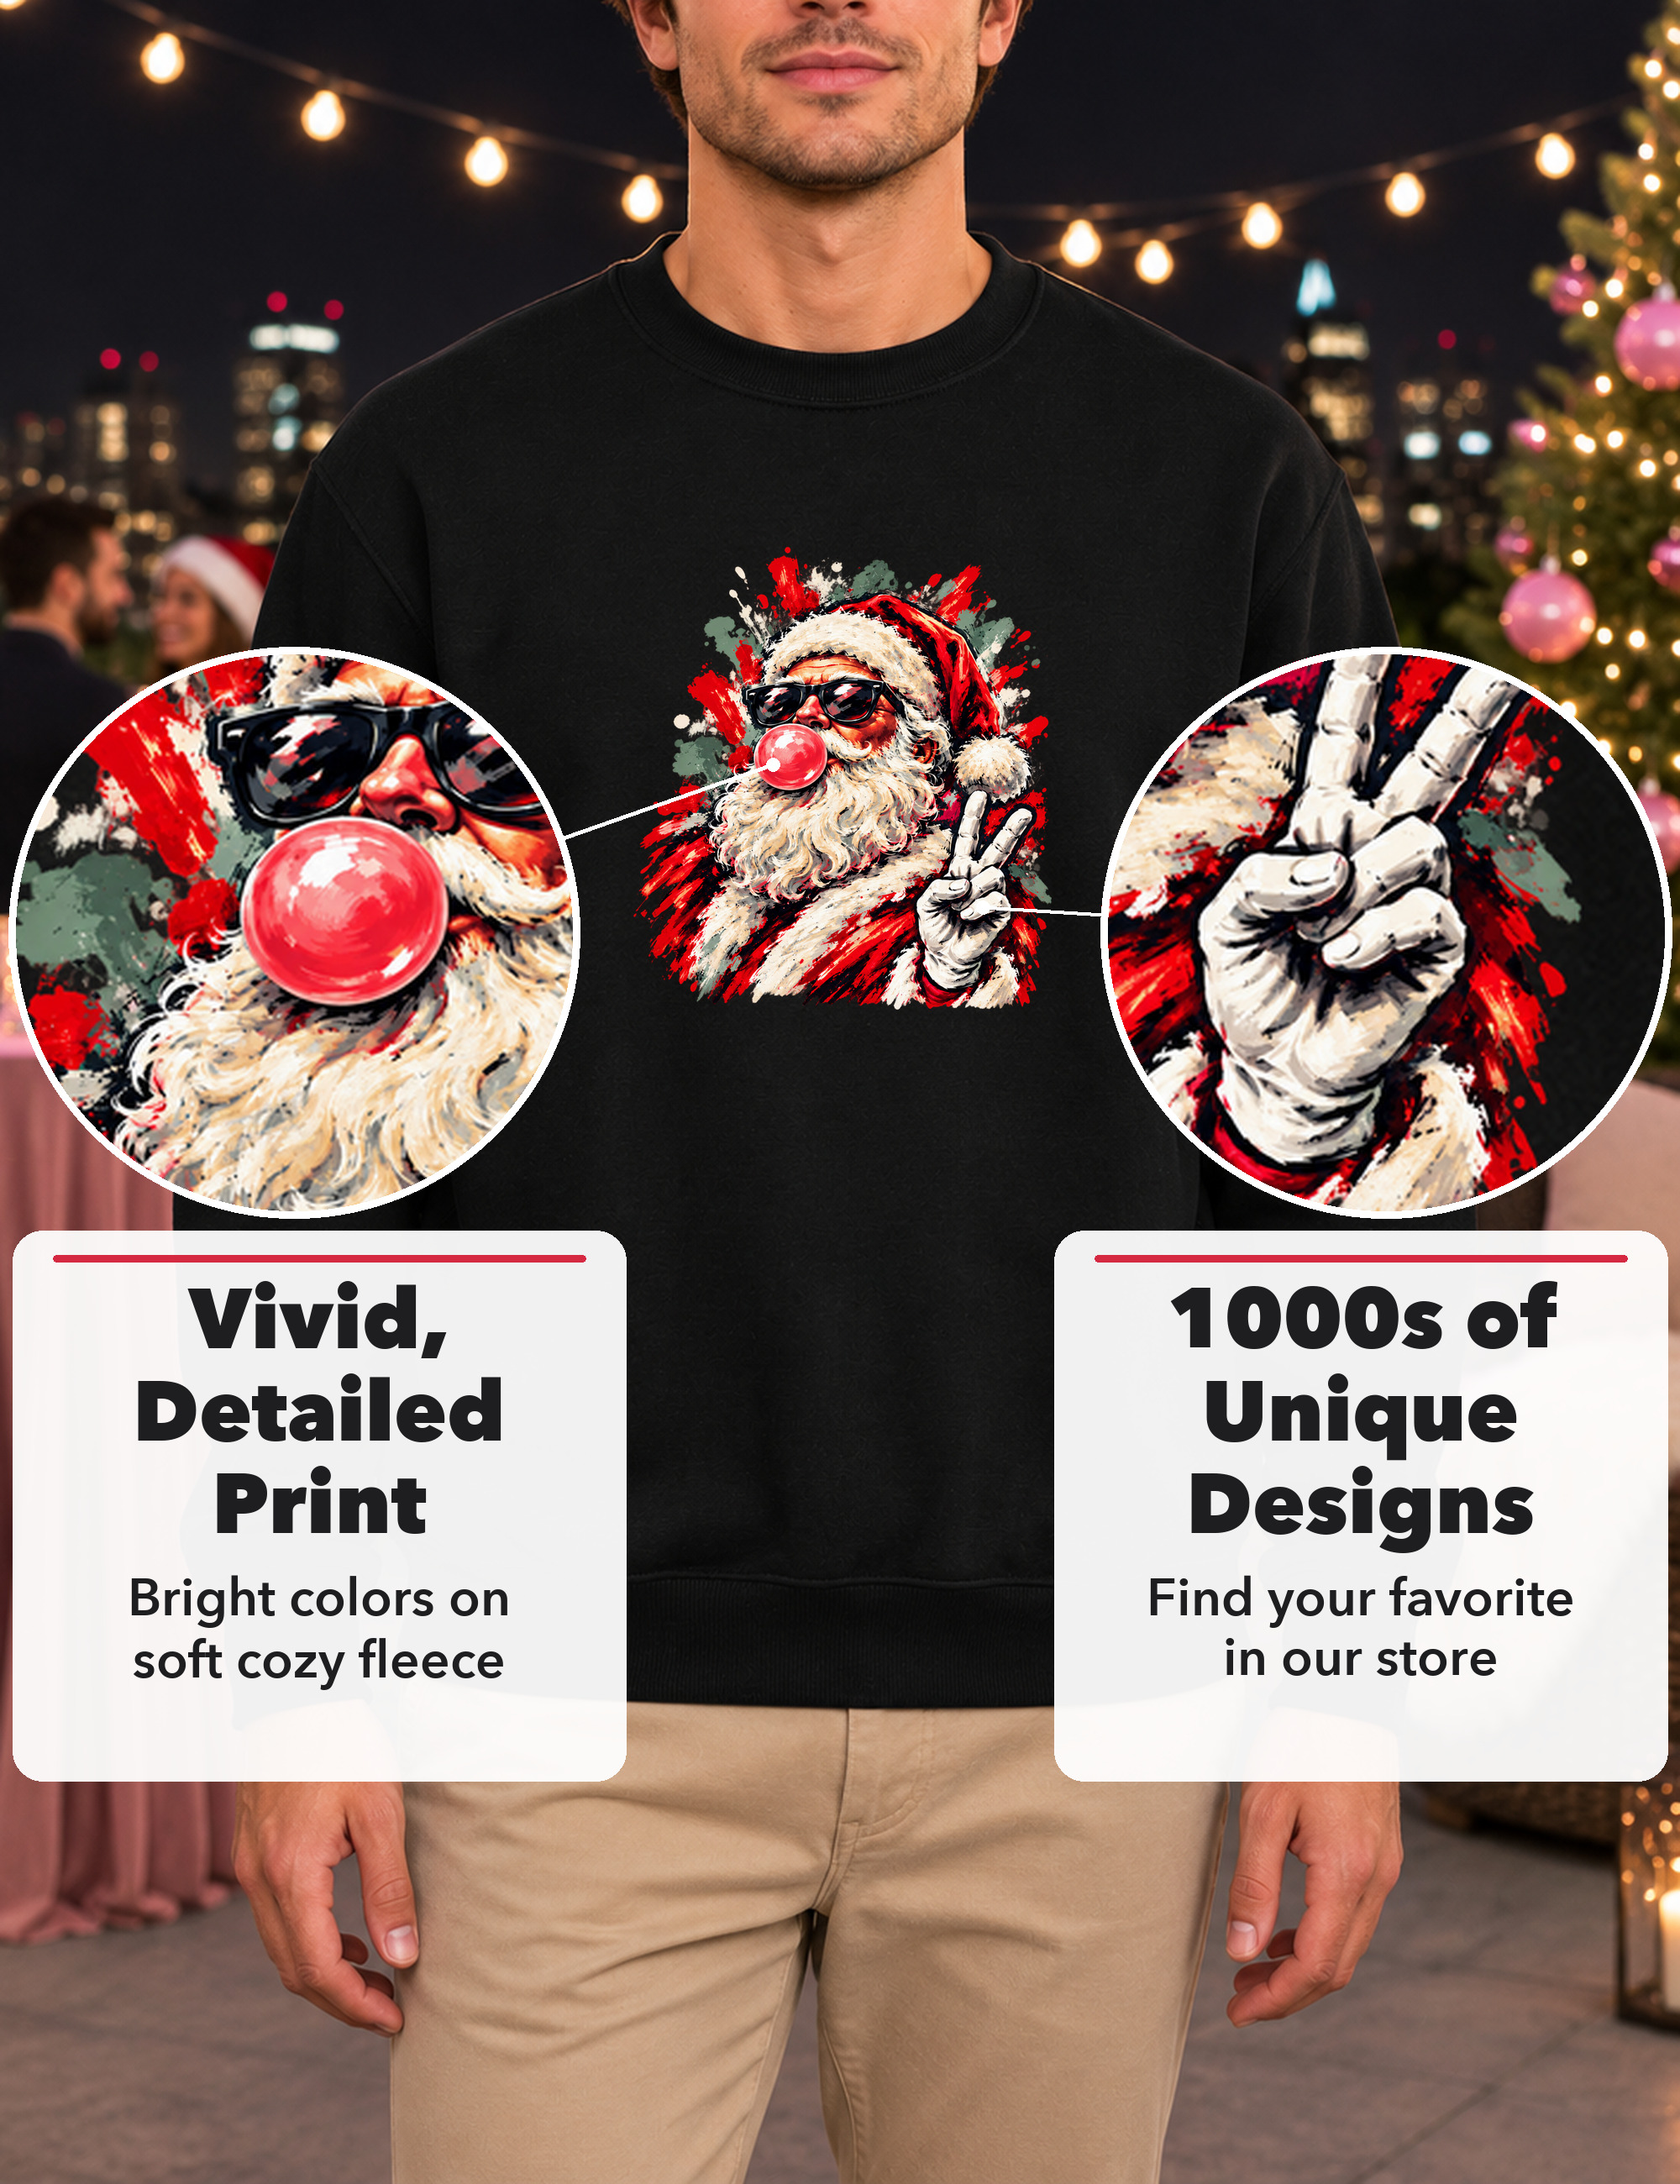 Vivid,
Detailed
Print
Bright colors on
soft cozy fleece
1000s of
Unique
Designs
Find your favorite
in our store